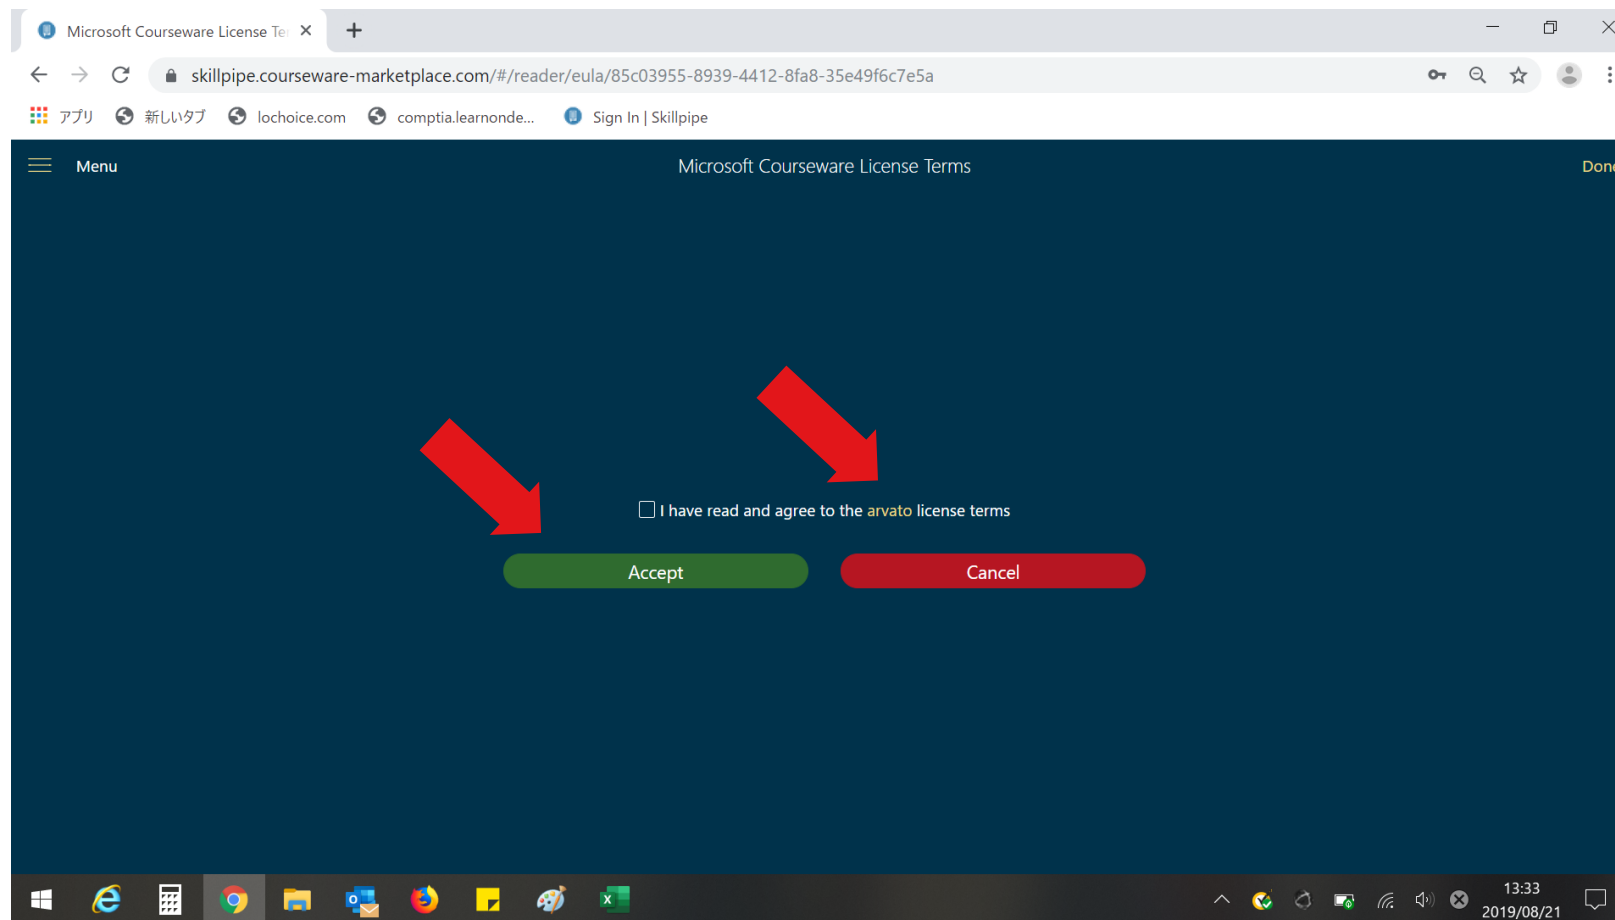 Microsoft Courseware License Te
skillpipe.courseware-marketplace.com/#/reader/eula/85c03955-8939-4412-8fa8-35e49f6c7e5a
アプリ 新しいタブ lochoice.com comptia.learnonde... Sign In | Skillpipe
Menu Microsoft Courseware License Terms Done
I have read and agree to the arvato license terms
Accept Cancel
13:33
2019/08/21